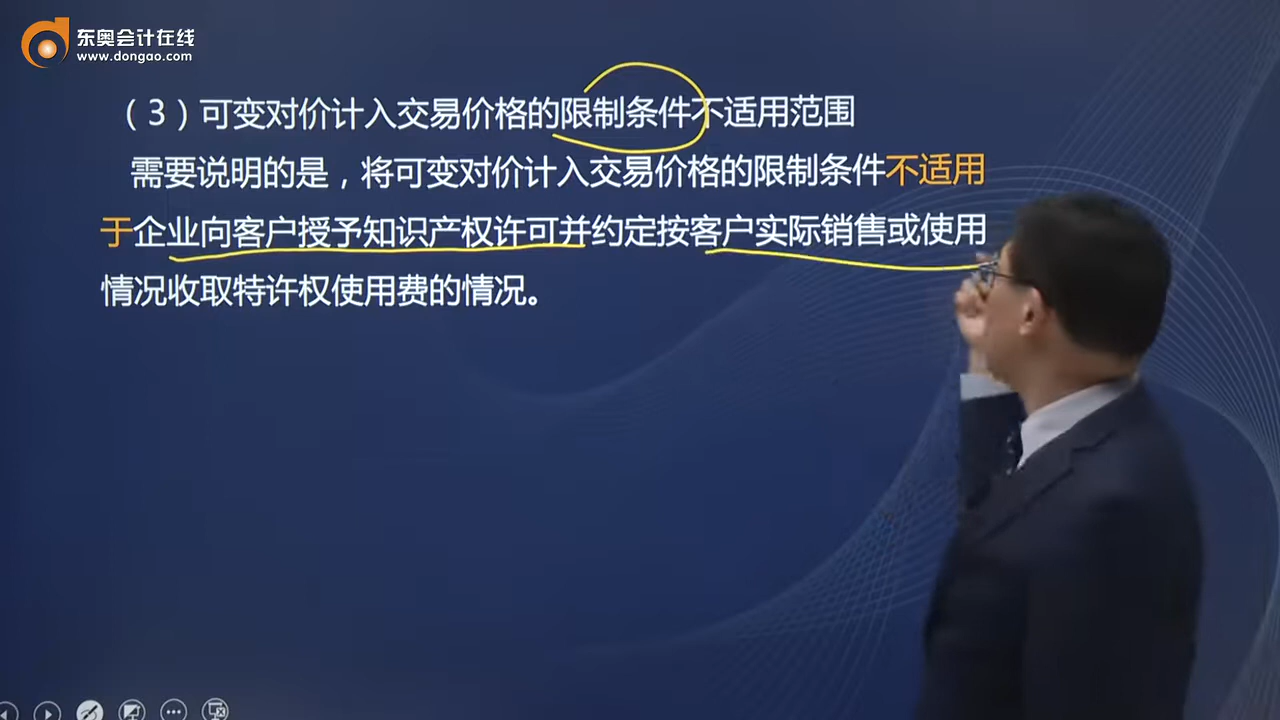 东奥会计在线
www.dongao.com
（3）可变对价计入交易价格的限制条件不适用范围
需要说明的是，将可变对价计入交易价格的限制条件不适用
于企业向客户授予知识产权许可并约定按客户实际销售或使用
情况收取特许权使用费的情况。